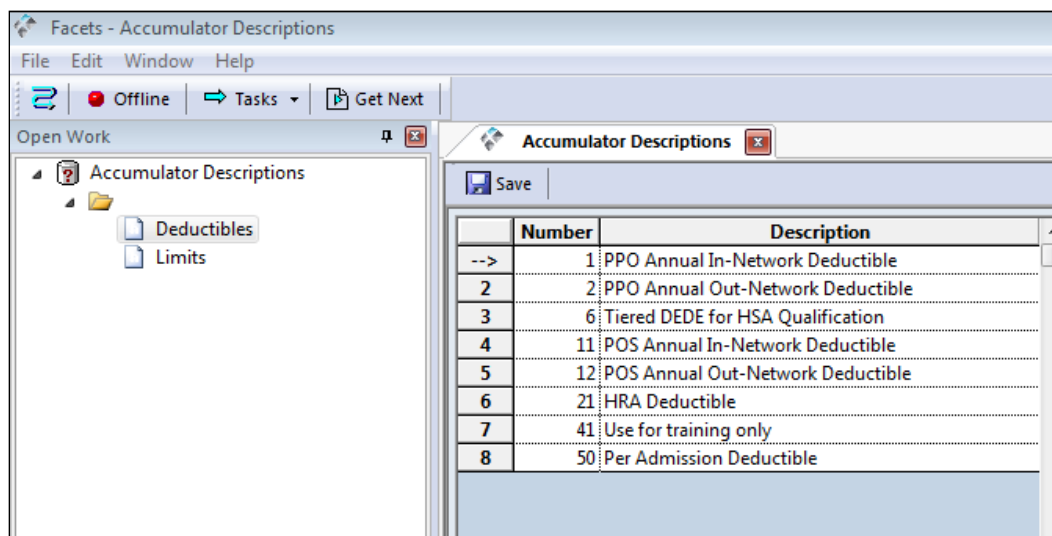 Facets - Accumulator Descriptions
File Edit Window Help
Offline Tasks Get Next
Open Work
Accumulator Descriptions
Deductibles
Limits
Accumulator Descriptions
Save
Number Description
--> 1 PPO Annual In-Network Deductible
2 2 PPO Annual Out-Network Deductible
3 6 Tiered DEDE for HSA Qualification
4 11 POS Annual In-Network Deductible
5 12 POS Annual Out-Network Deductible
6 21 HRA Deductible
7 41 Use for training only
8 50 Per Admission Deductible